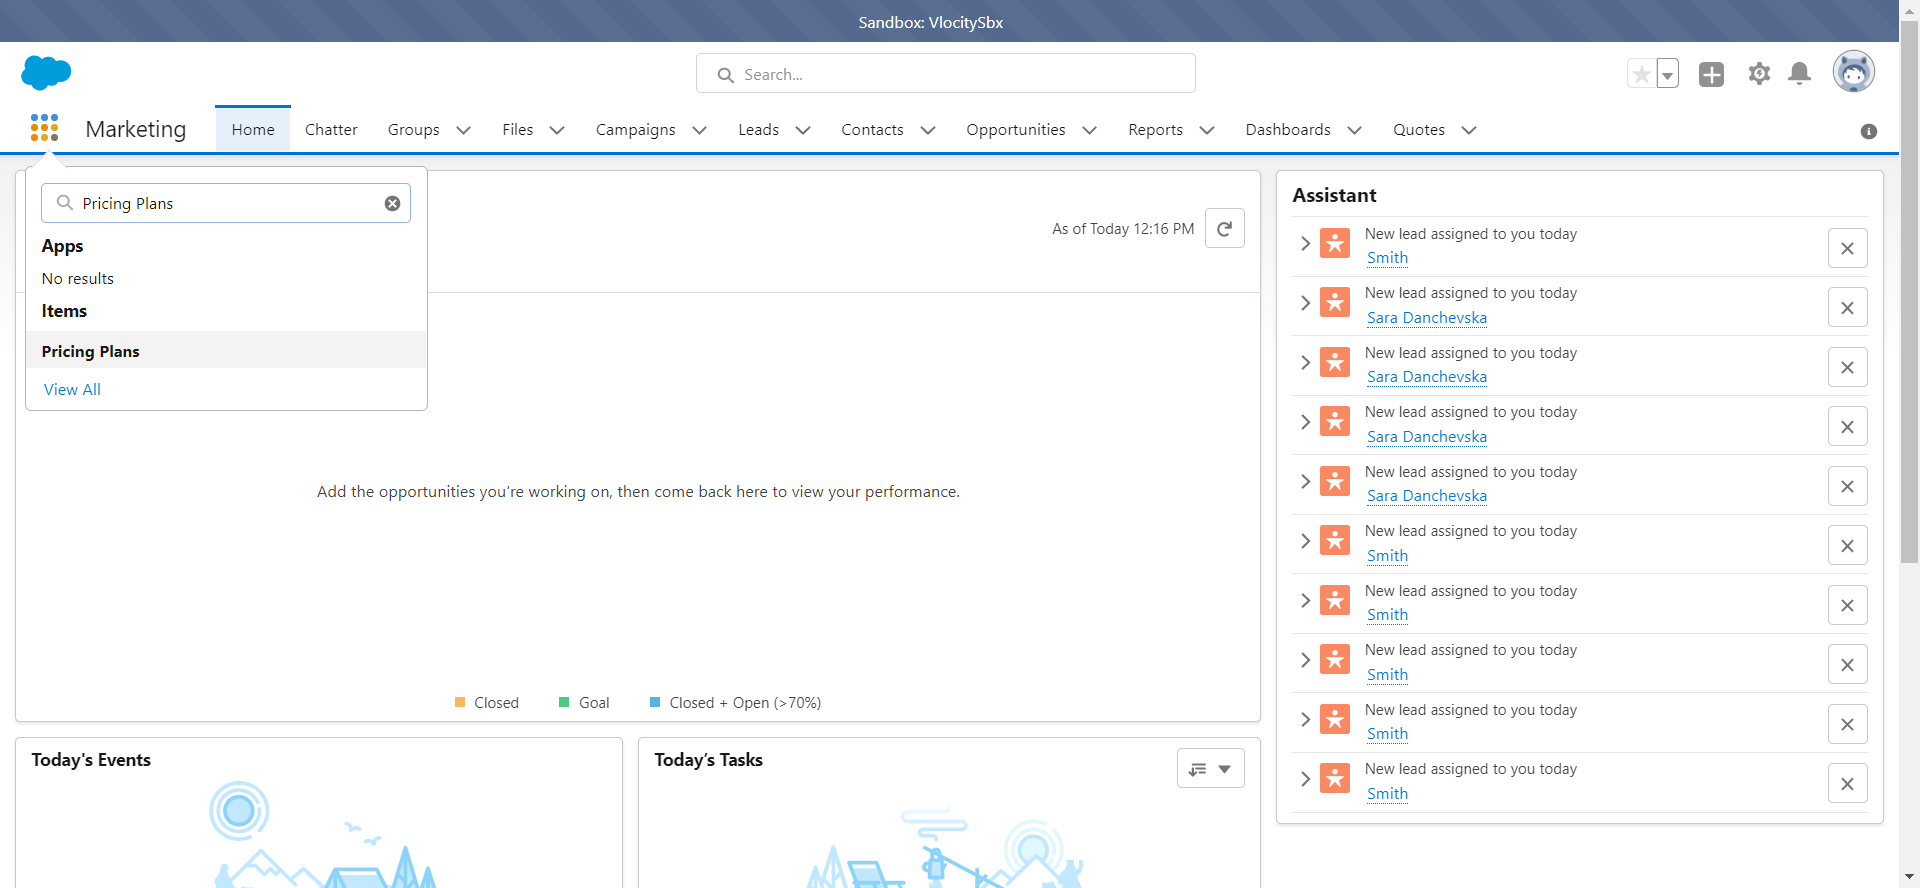 Sandbox: VlocitySbx
Search...
Marketing
Home
Chatter
Groups
Files
Campaigns
Leads
Contacts
Opportunities
Reports
Dashboards
Quotes
Pricing Plans
Apps
No results
Items
Pricing Plans
View All
As of Today 12:16 PM
Add the opportunities you're working on, then come back here to view your performance.
Closed
Goal
Closed + Open (>70%)
Today's Events
Today’s Tasks
Assistant
New lead assigned to you today
Smith
New lead assigned to you today
Sara Danchevska
New lead assigned to you today
Sara Danchevska
New lead assigned to you today
Sara Danchevska
New lead assigned to you today
Sara Danchevska
New lead assigned to you today
Smith
New lead assigned to you today
Smith
New lead assigned to you today
Smith
New lead assigned to you today
Smith
New lead assigned to you today
Smith